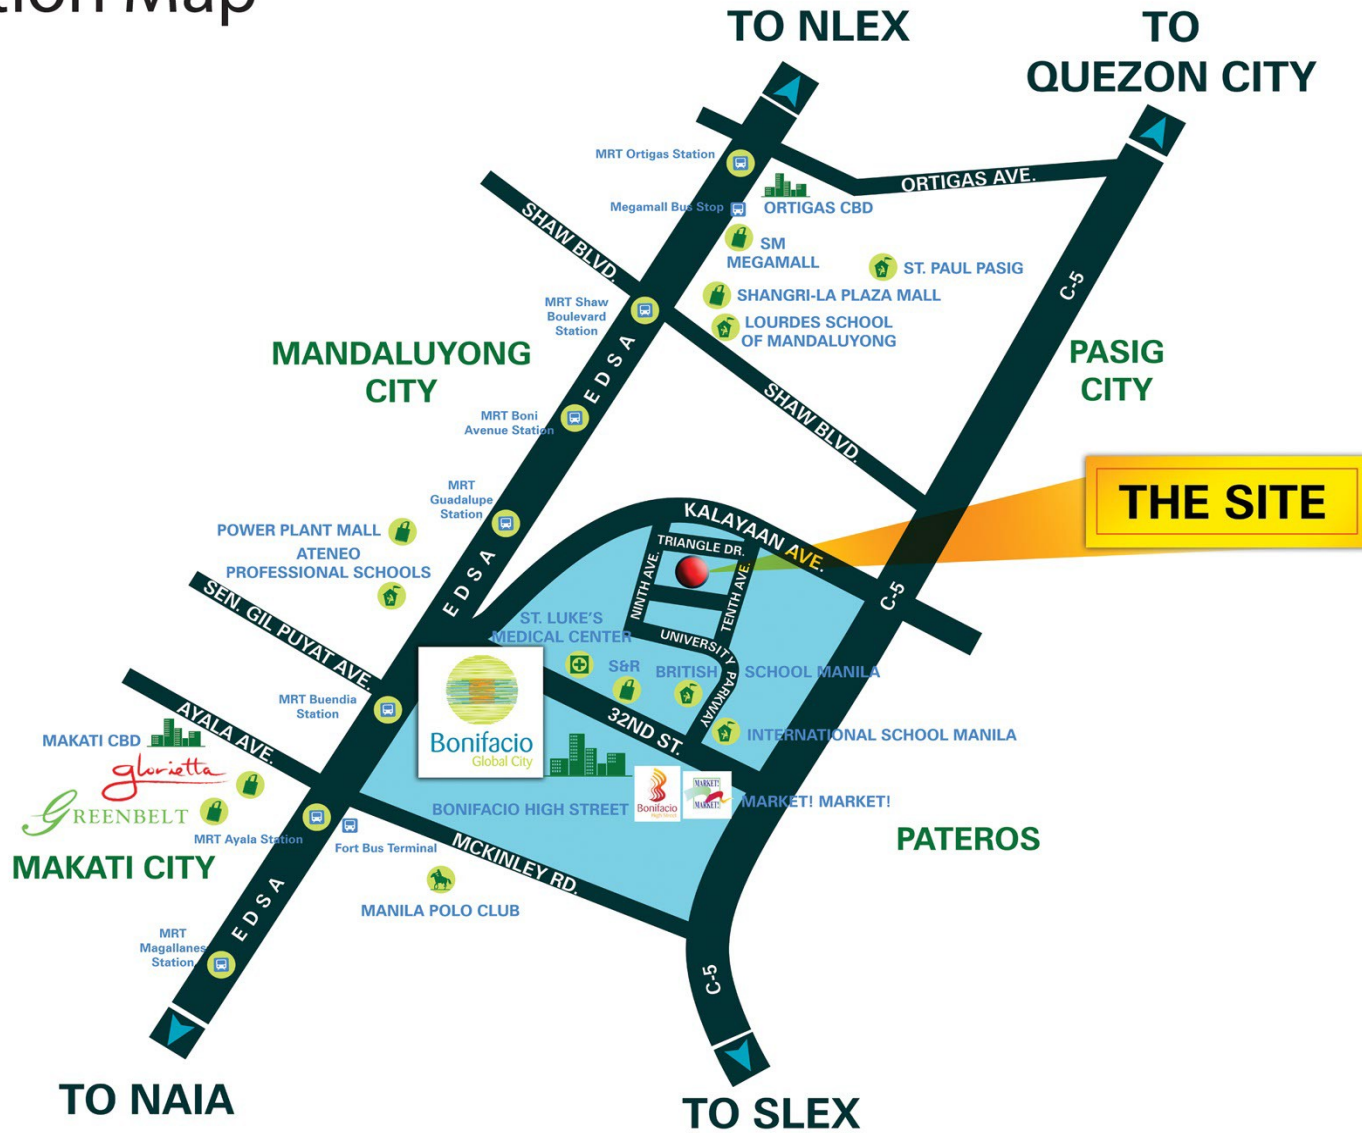 tion Map
TO NLEX
TO
QUEZON CITY
MRT Ortigas Station
ORTIGAS AVE.
Megamall Bus Stop
ORTIGAS CBD
SHAW BLVD.
SM
MEGAMALL
ST. PAUL PASIG
C-5
SHANGRI-LA PLAZA MALL
MRT Shaw
Boulevard
Station
LOURDES SCHOOL
OF MANDALUYONG
MANDALUYONG
CITY
EDSA
PASIG
CITY
SHAW BLVD.
MRT Boni
Avenue Station
MRT
Guadalupe
Station
THE SITE
POWER PLANT MALL
KALAYAAN AVE.
TRIANGLE DR.
ATENEO
PROFESSIONAL SCHOOLS
EDSA
NINTH AVE.
TENTH AVE.
C-5
SEN. GIL PUYAT AVE.
ST. LUKE'S
MEDICAL CENTER
UNIVERSITY PARKWAY
S&R
BRITISH SCHOOL MANILA
MRT Buendia
Station
32ND ST.
AYALA AVE.
MAKATI CBD
INTERNATIONAL SCHOOL MANILA
Bonifacio
Global City
glorietta
GREENBELT
BONIFACIO HIGH STREET
Bonifacio
High Street
MARKET!
MARKET!
MARKET! MARKET!
MRT Ayala Station
Fort Bus Terminal
MCKINLEY RD.
PATEROS
MAKATI CITY
MANILA POLO CLUB
EDSA
MRT
Magallanes
Station
C-5
TO NAIA
TO SLEX